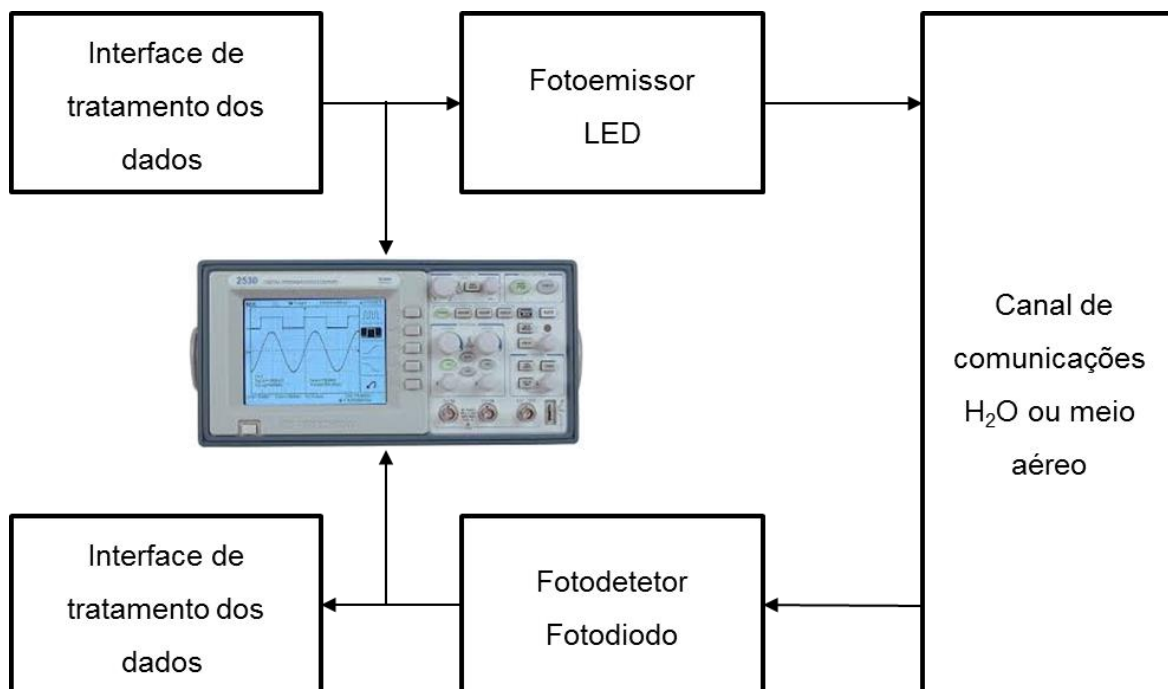 Interface de
tratamento dos
dados
Fotoemissor
LED
2530
Canal de
comunicações
H₂O ou meio
aéreo
Interface de
tratamento dos
dados
Fotodetetor
Fotodiodo